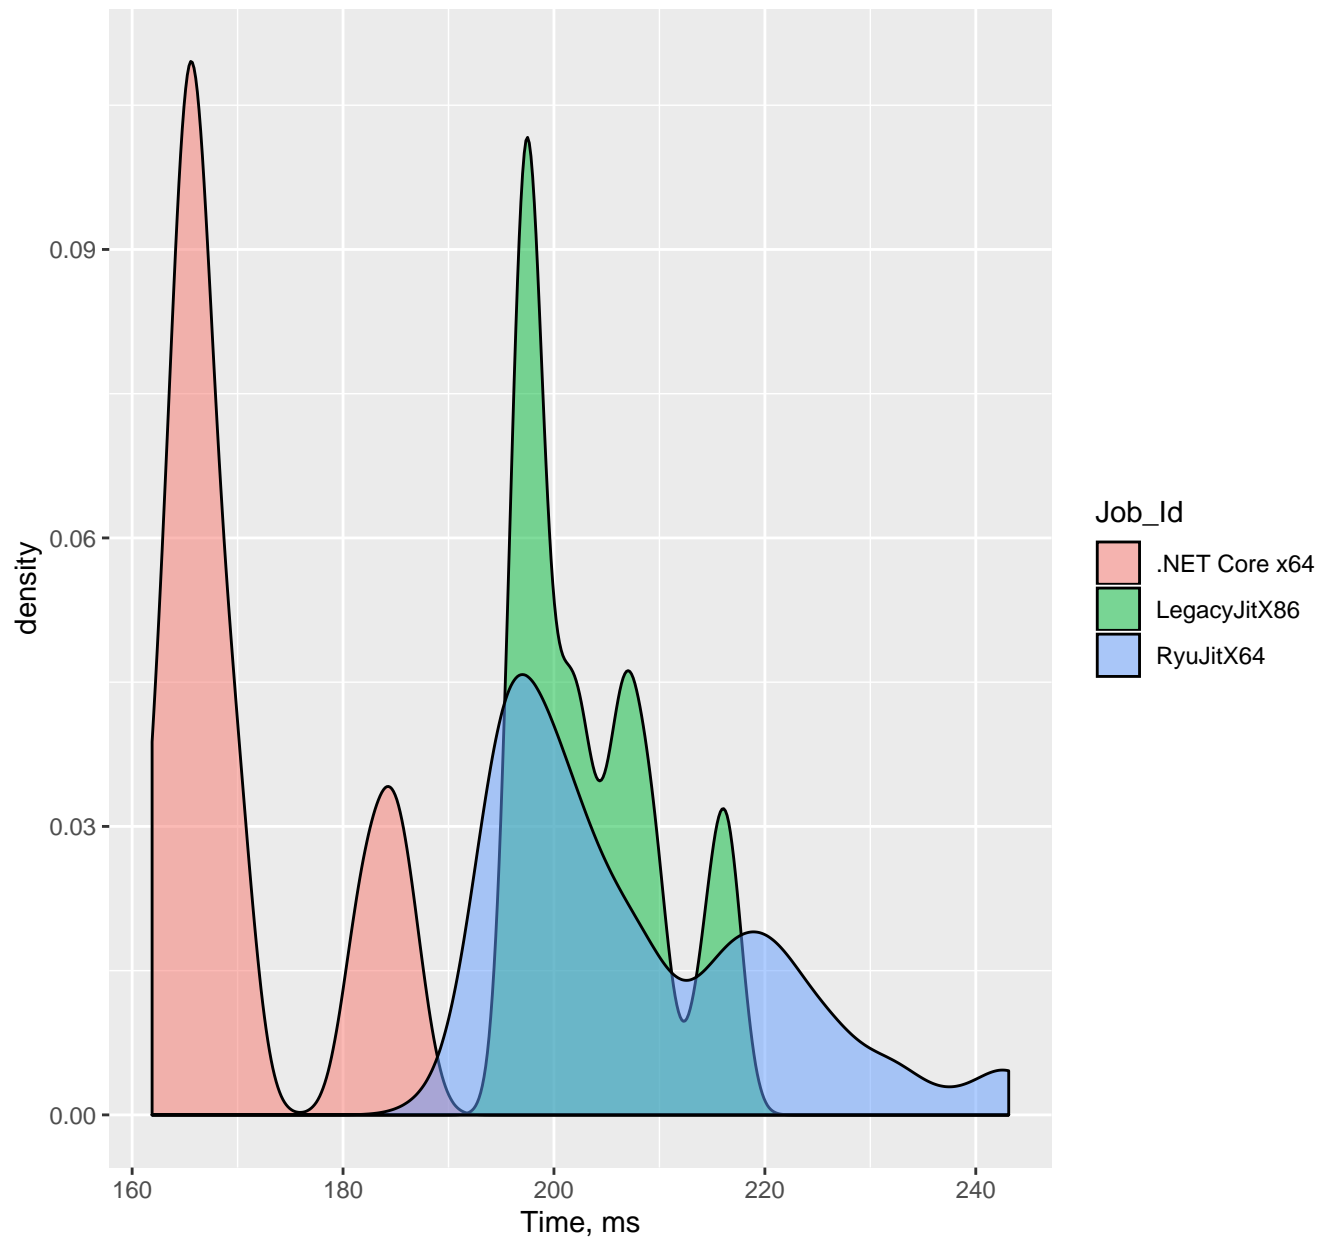 0.09
0.06
0.03
0.00
density
160
180
200
220
240
Time, ms
Job_Id
.NET Core x64
LegacyJitX86
RyuJitX64